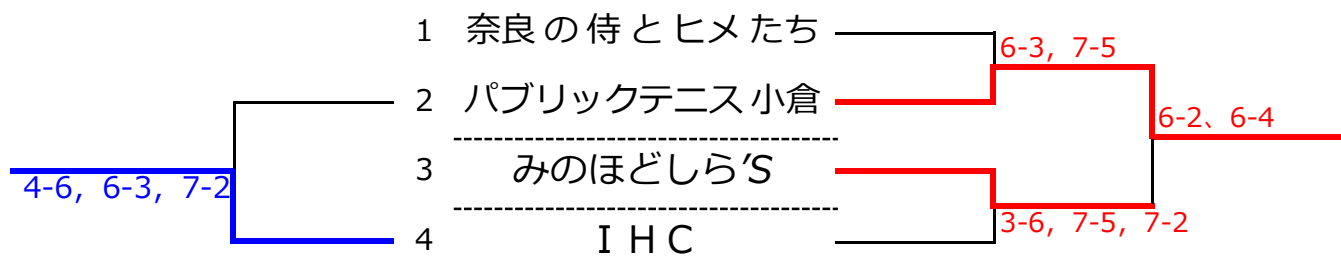 1 奈良の侍とヒメたち
6-3, 7-5
2 パブリックテニス小倉
6-2、6-4
3 みのほどしら'S
4-6, 6-3, 7-2
3-6, 7-5, 7-2
4 ＩＨＣ